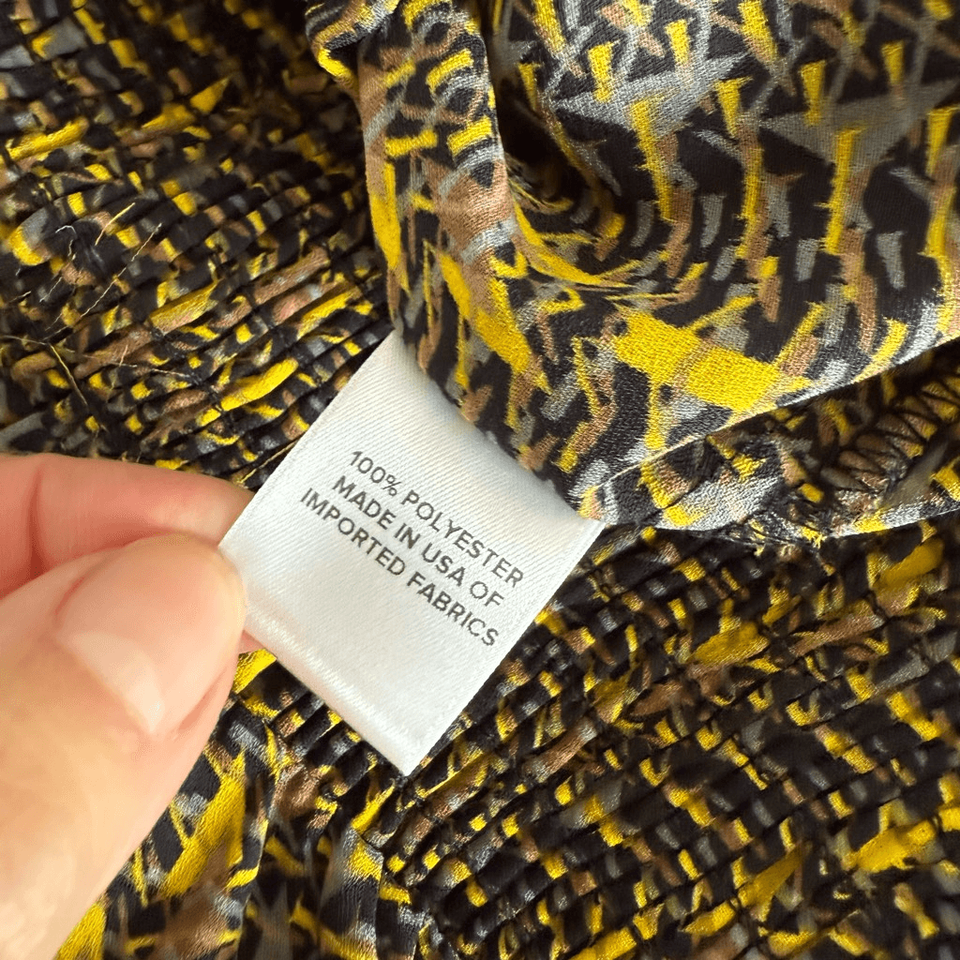 100% POLYESTER
MADE IN USA OF
IMPORTED FABRICS